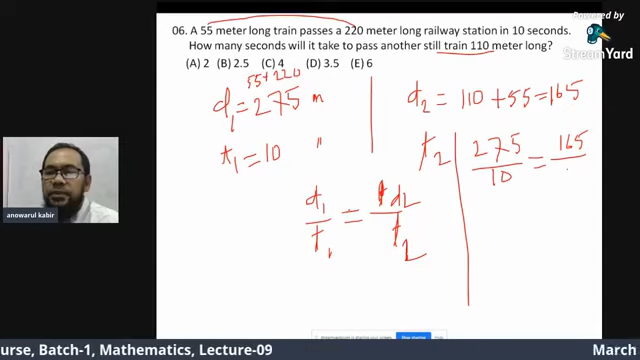 06. A 55 meter long train passes a 220 meter long railway station in 10 seconds.
How many seconds will it take to pass another still train 110 meter long?
(A) 2 (B) 2.5 (C) 4 (D) 3.5 (E) 6
POWERED BY
StreamYard
55+220
d₁ = 275 m
t₁ = 10 "
d₂ = 110 + 55 = 165
t₂
275/10 = 165/
d₁/t₁ = d₂/t₂
anowarul kabir
urse, Batch-1, Mathematics, Lecture-09
March